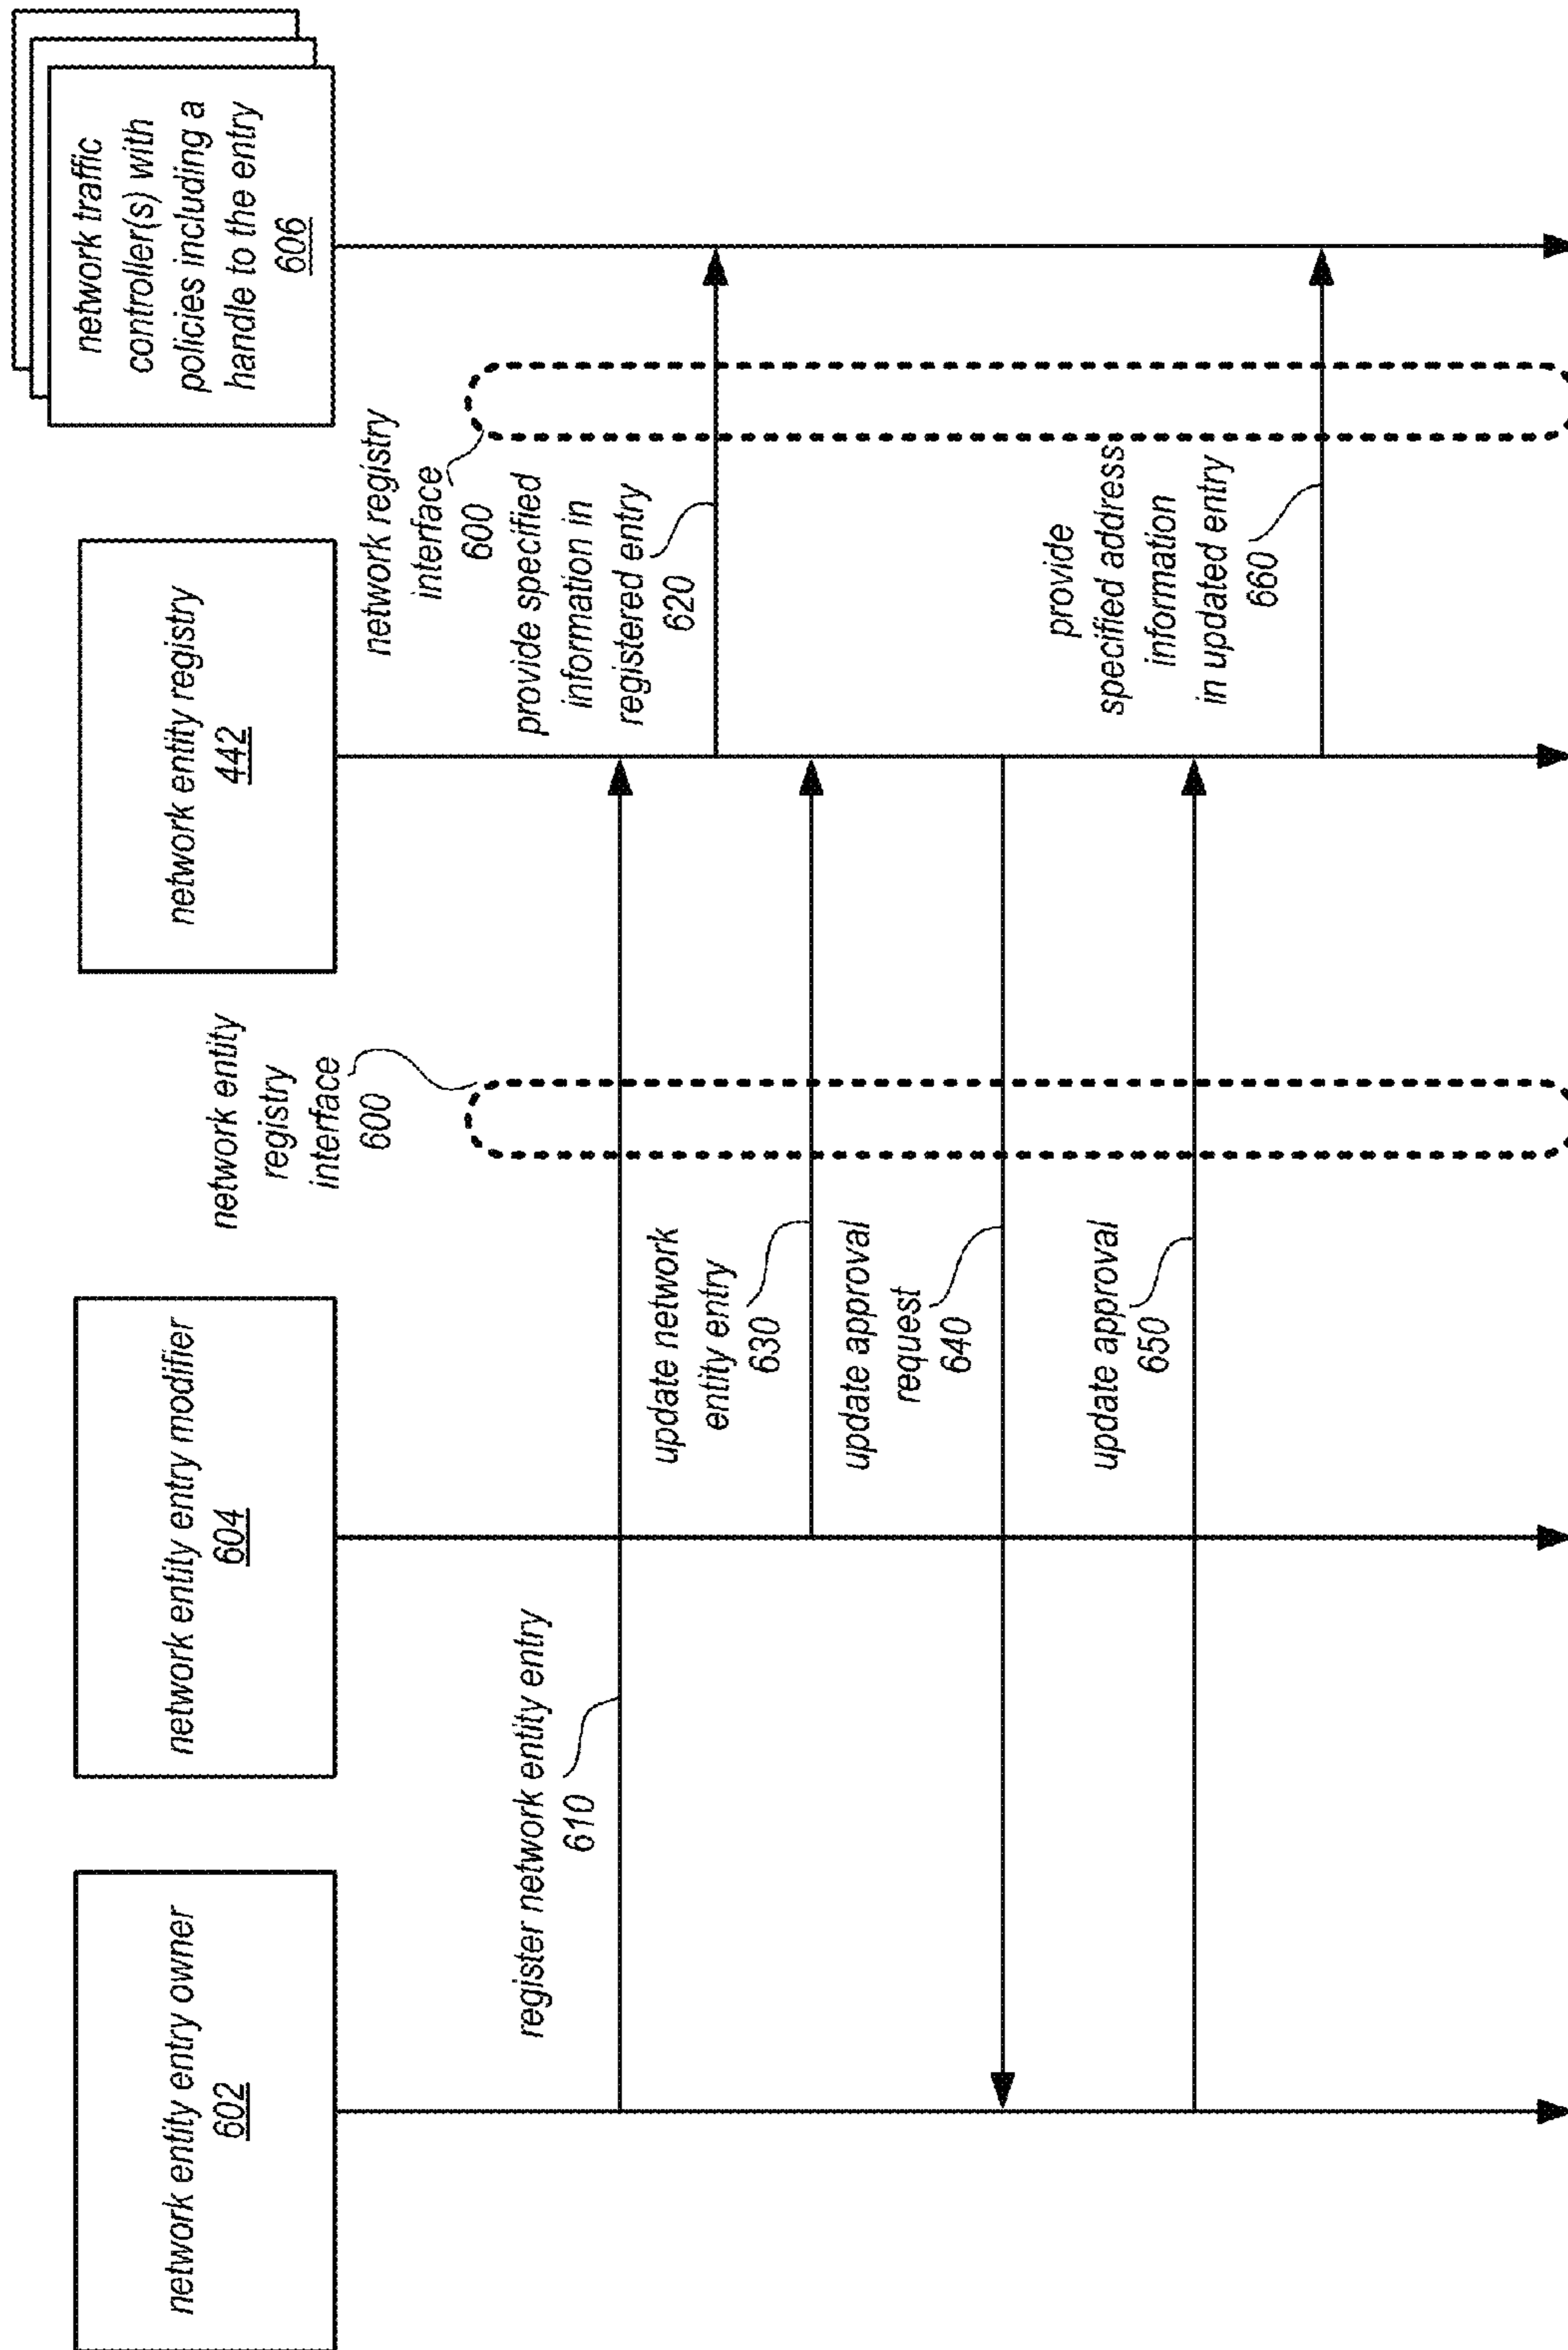 network entity entry owner
602
network entity entry modifier
604
network entity registry
442
network traffic
controller(s) with
policies including a
handle to the entry
606
network entity
registry
interface
600
network registry
interface
600
register network entity entry
610
provide specified
information in
registered entry
620
update network
entity entry
630
update approval
request
640
update approval
650
provide
specified address
information
in updated entry
660